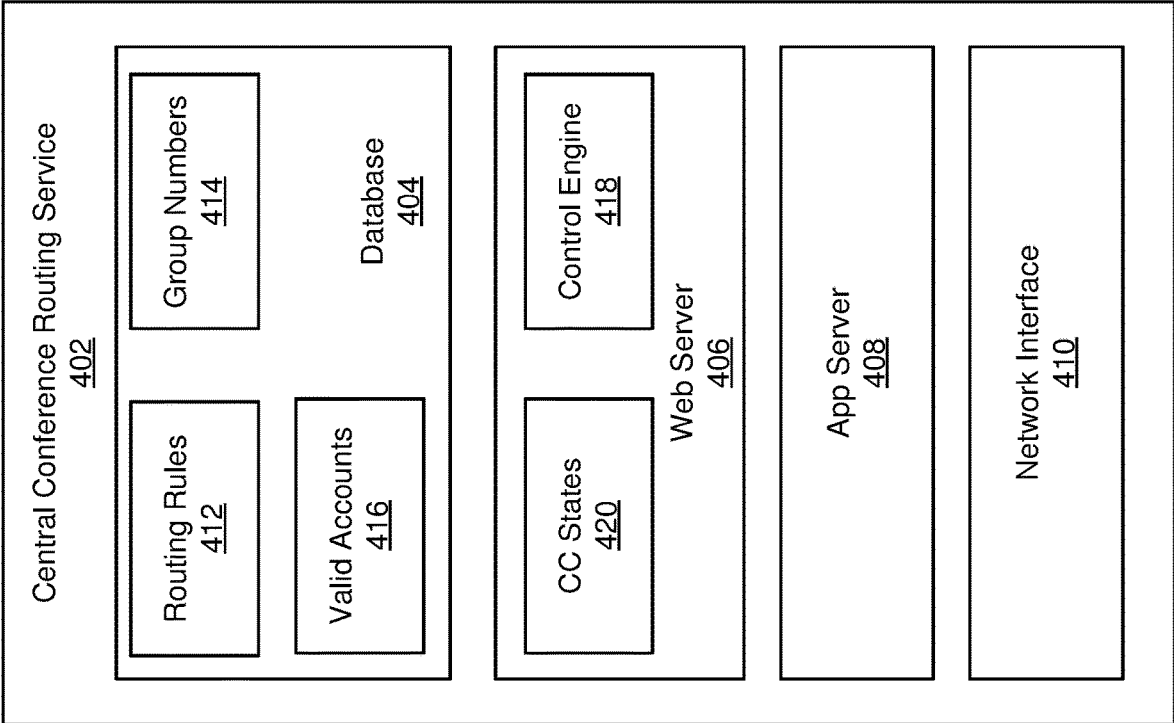 Central Conference Routing Service
402
Routing Rules
412
Group Numbers
414
Valid Accounts
416
Database
404
CC States
420
Control Engine
418
Web Server
406
App Server
408
Network Interface
410